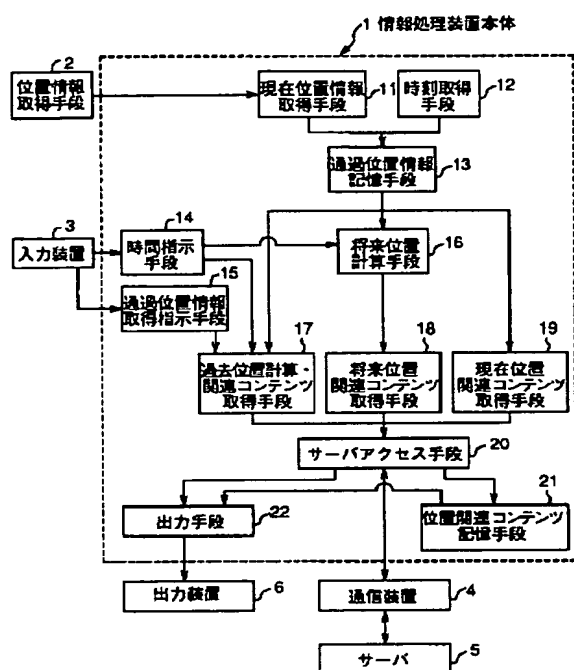 1 情報処理装置本体
2
位置情報
取得手段
現在位置情報
取得手段
11
時刻取得
手段
12
通過位置情報
記憶手段
13
3
入力装置
14
時間指示
手段
将来位置
計算手段
16
15
通過位置情報
取得指示手段
17
過去位置計算・
関連コンテンツ
取得手段
18
将来位置
関連コンテンツ
取得手段
19
現在位置
関連コンテンツ
取得手段
サーバアクセス手段
20
出力手段
22
21
位置関連コンテンツ
記憶手段
出力装置
6
通信装置
4
サーバ
5